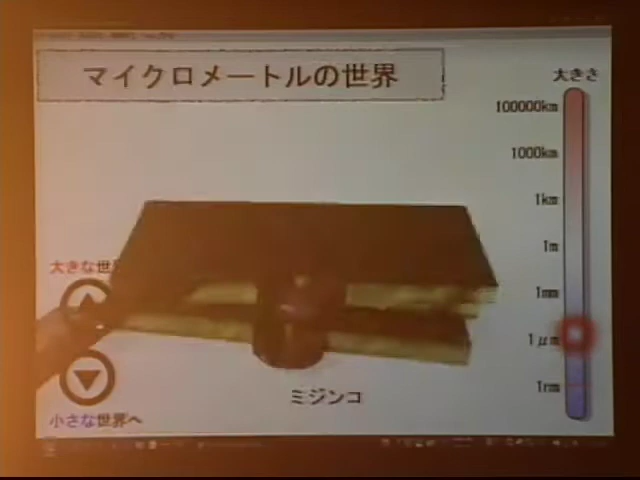 マイクロメートルの世界
大きさ
100000km
1000km
1km
1m
1mm
1μm
1nm
大きな世界
小さな世界へ
ミジンコ